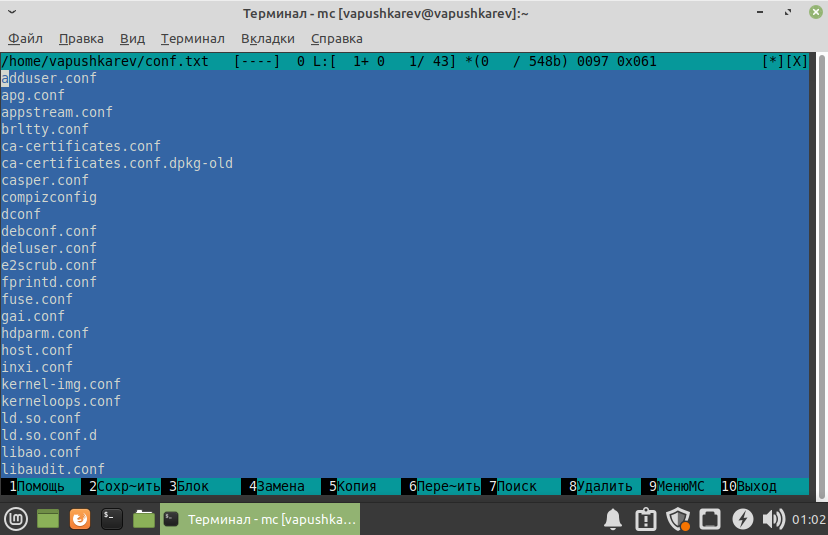 Терминал - mc [vapushkarev@vapushkarev]:~
Файл Правка Вид Терминал Вкладки Справка
/home/vapushkarev/conf.txt [----] 0 L:[ 1+ 0 1/ 43] *(0 / 548b) 0097 0x061 [*][X]
adduser.conf
apg.conf
appstream.conf
brltty.conf
ca-certificates.conf
ca-certificates.conf.dpkg-old
casper.conf
compizconfig
dconf
debconf.conf
deluser.conf
e2scrub.conf
fprintd.conf
fuse.conf
gai.conf
hdparm.conf
host.conf
inxi.conf
kernel-img.conf
kerneloops.conf
ld.so.conf
ld.so.conf.d
libao.conf
libaudit.conf
1Помощь 2Сохр~ить 3Блок 4Замена 5Копия 6Пере~ить 7Поиск 8Удалить 9МенюМС 10Выход
Терминал - mc [vapushka... 01:02